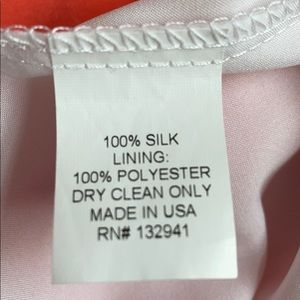 100% SILK
LINING:
100% POLYESTER
DRY CLEAN ONLY
MADE IN USA
RN# 132941